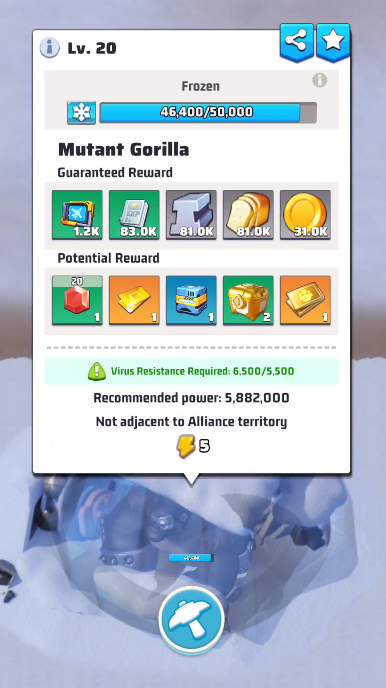 Lv. 20
Frozen
46,400/50,000
Mutant Gorilla
Guaranteed Reward
EXP
1.2K 83.0K 81.0K 81.0K 31.0K
Potential Reward
20
1 1 1 2 1
Virus Resistance Required: 6,500/5,500
Recommended power: 5,882,000
Not adjacent to Alliance territory
5